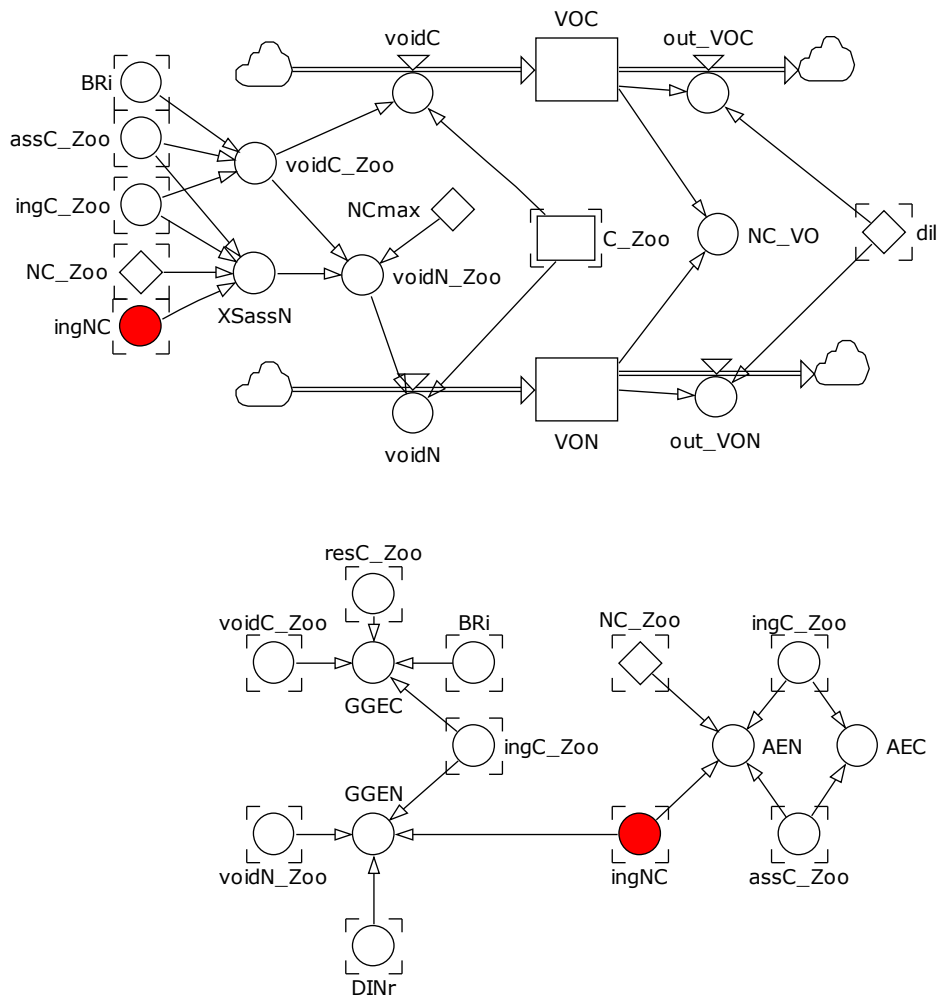 VOC
voidC
out_VOC
BRi
assC_Zoo
voidC_Zoo
ingC_Zoo
NCmax
C_Zoo
NC_VO
dil
NC_Zoo
voidN_Zoo
XSassN
ingNC
VON
out_VON
voidN
resC_Zoo
voidC_Zoo
BRi
NC_Zoo
ingC_Zoo
GGEC
ingC_Zoo
AEN
AEC
GGEN
voidN_Zoo
ingNC
assC_Zoo
DINr